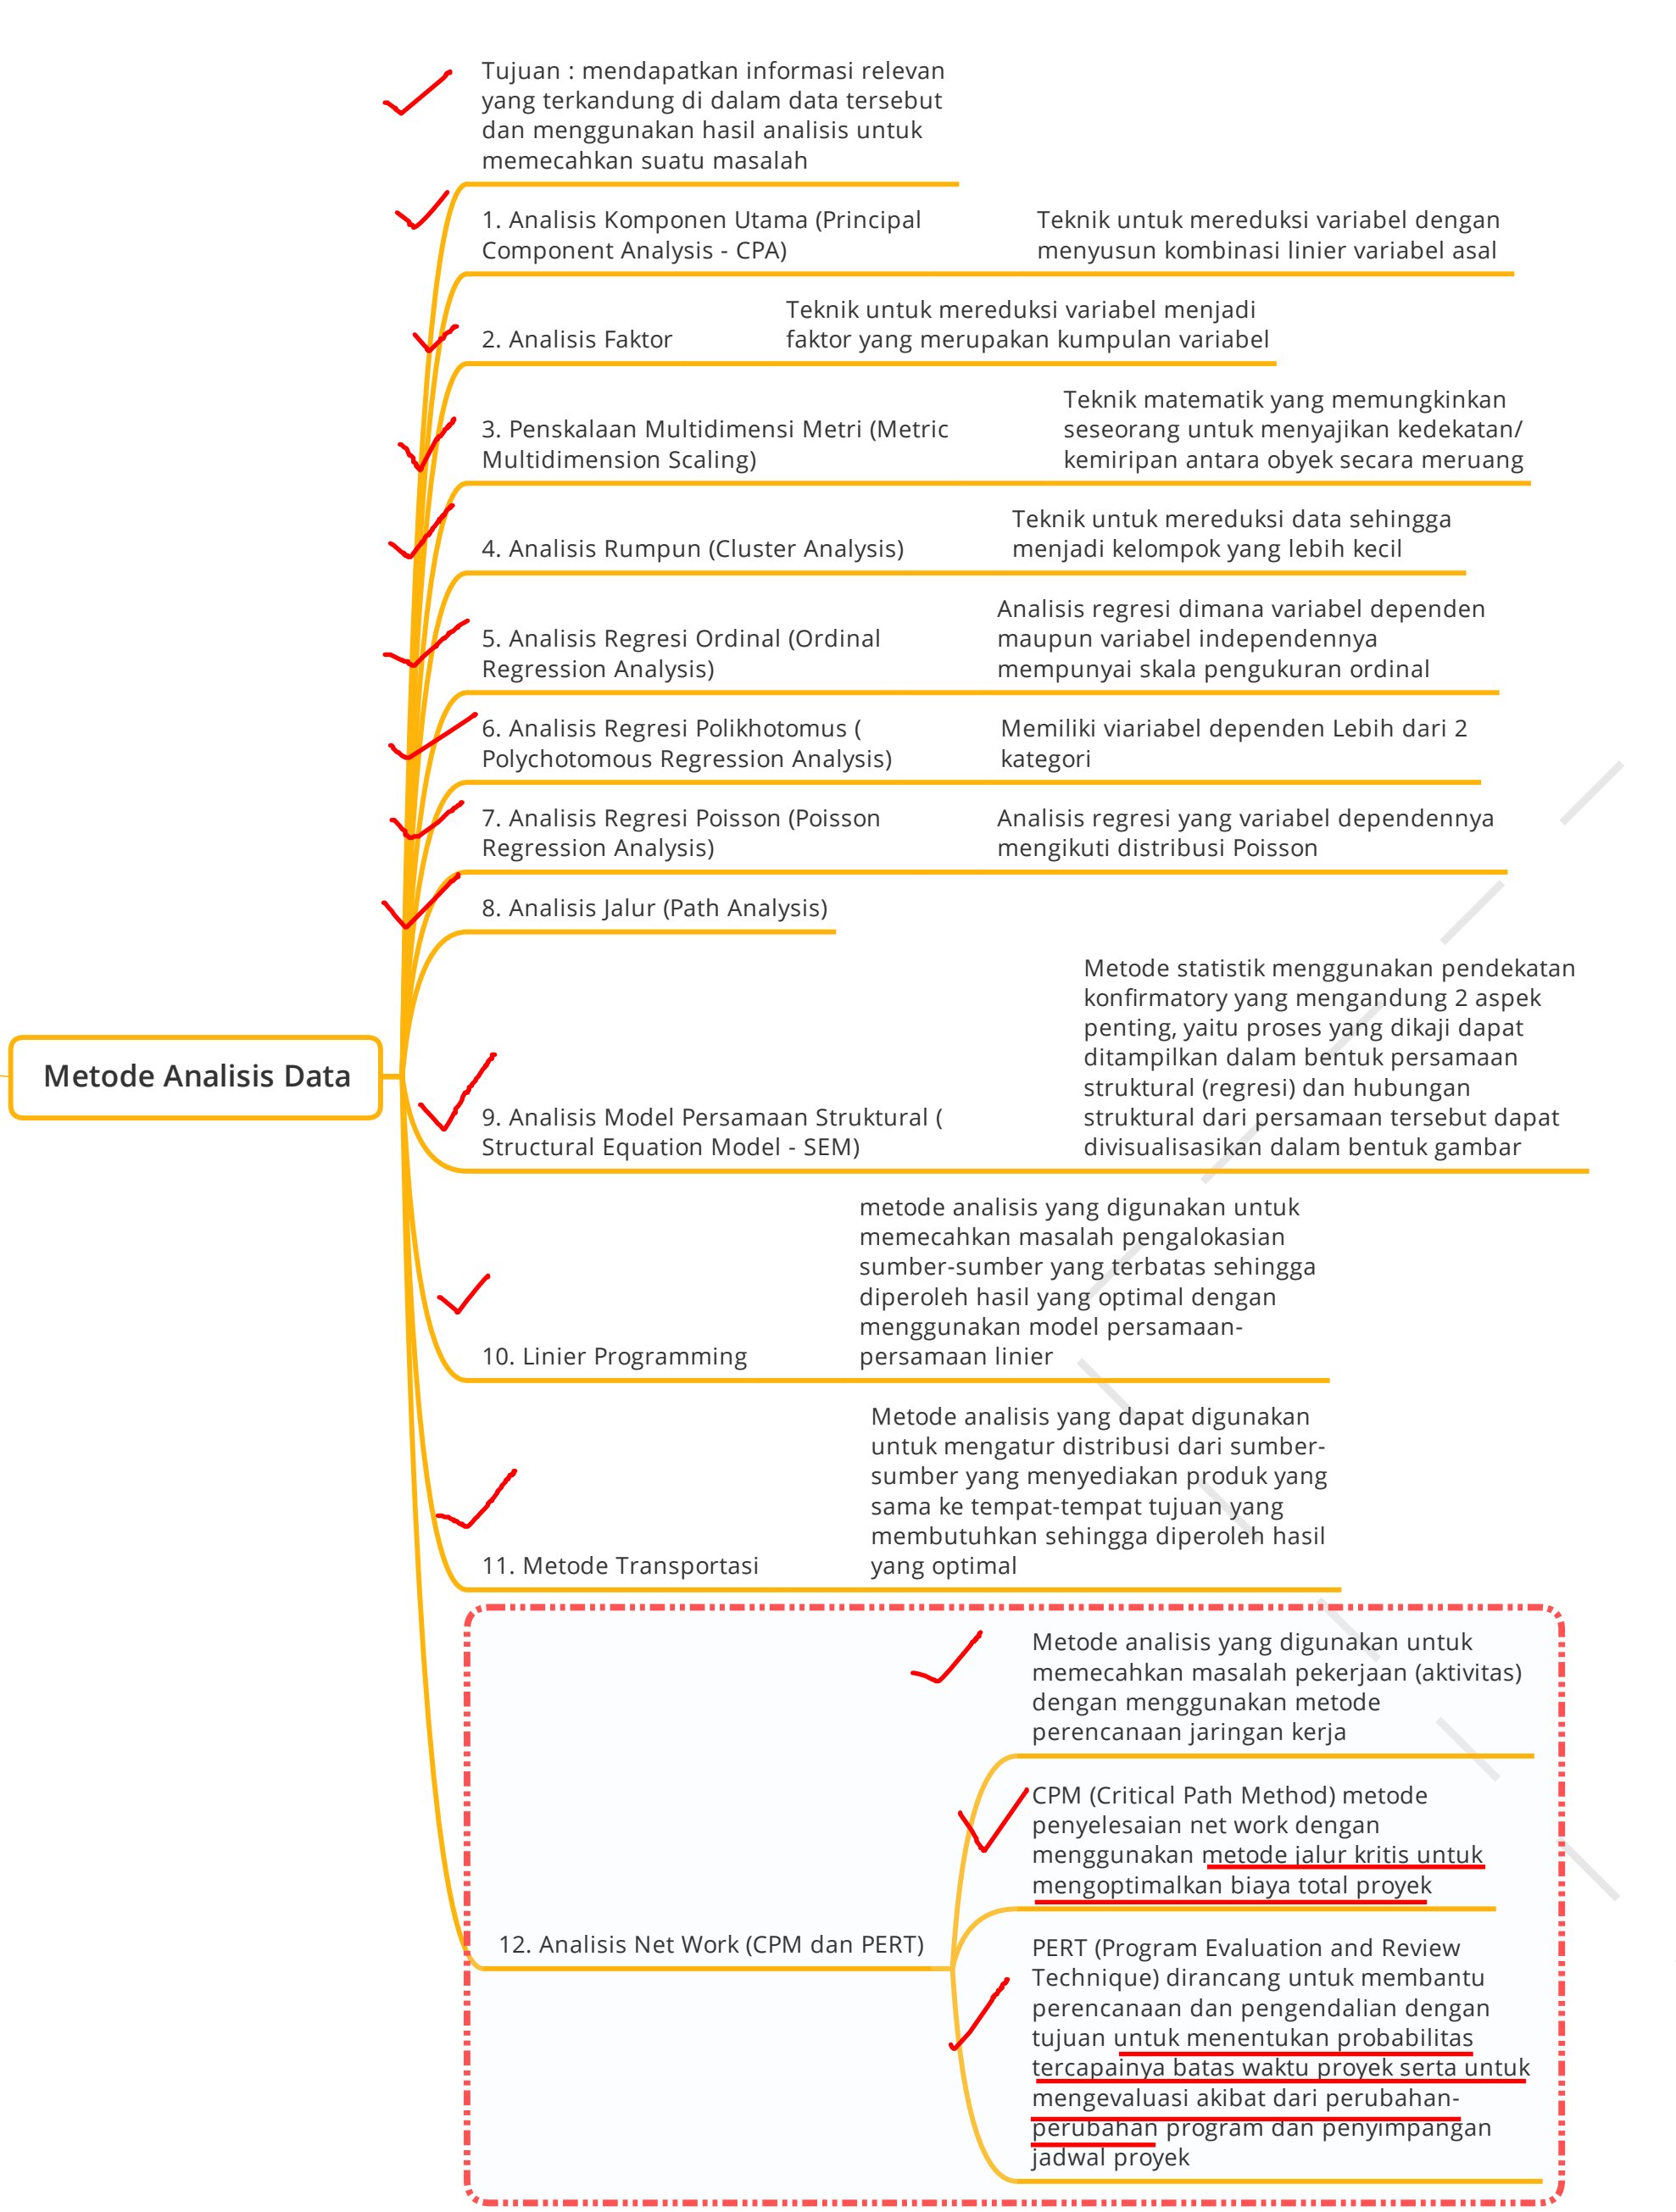 Tujuan : mendapatkan informasi relevan
yang terkandung di dalam data tersebut
dan menggunakan hasil analisis untuk
memecahkan suatu masalah
1. Analisis Komponen Utama (Principal
Component Analysis - CPA)
Teknik untuk mereduksi variabel dengan
menyusun kombinasi linier variabel asal
2. Analisis Faktor
Teknik untuk mereduksi variabel menjadi
faktor yang merupakan kumpulan variabel
3. Penskalaan Multidimensi Metri (Metric
Multidimension Scaling)
Teknik matematik yang memungkinkan
seseorang untuk menyajikan kedekatan/
kemiripan antara obyek secara meruang
4. Analisis Rumpun (Cluster Analysis)
Teknik untuk mereduksi data sehingga
menjadi kelompok yang lebih kecil
5. Analisis Regresi Ordinal (Ordinal
Regression Analysis)
Analisis regresi dimana variabel dependen
maupun variabel independennya
mempunyai skala pengukuran ordinal
6. Analisis Regresi Polikhotomus (
Polychotomous Regression Analysis)
Memiliki viariabel dependen Lebih dari 2
kategori
7. Analisis Regresi Poisson (Poisson
Regression Analysis)
Analisis regresi yang variabel dependennya
mengikuti distribusi Poisson
8. Analisis Jalur (Path Analysis)
Metode Analisis Data
9. Analisis Model Persamaan Struktural (
Structural Equation Model - SEM)
Metode statistik menggunakan pendekatan
konfirmatory yang mengandung 2 aspek
penting, yaitu proses yang dikaji dapat
ditampilkan dalam bentuk persamaan
struktural (regresi) dan hubungan
struktural dari persamaan tersebut dapat
divisualisasikan dalam bentuk gambar
10. Linier Programming
metode analisis yang digunakan untuk
memecahkan masalah pengalokasian
sumber-sumber yang terbatas sehingga
diperoleh hasil yang optimal dengan
menggunakan model persamaan-
persamaan linier
11. Metode Transportasi
Metode analisis yang dapat digunakan
untuk mengatur distribusi dari sumber-
sumber yang menyediakan produk yang
sama ke tempat-tempat tujuan yang
membutuhkan sehingga diperoleh hasil
yang optimal
12. Analisis Net Work (CPM dan PERT)
Metode analisis yang digunakan untuk
memecahkan masalah pekerjaan (aktivitas)
dengan menggunakan metode
perencanaan jaringan kerja
CPM (Critical Path Method) metode
penyelesaian net work dengan
menggunakan metode jalur kritis untuk
mengoptimalkan biaya total proyek
PERT (Program Evaluation and Review
Technique) dirancang untuk membantu
perencanaan dan pengendalian dengan
tujuan untuk menentukan probabilitas
tercapainya batas waktu proyek serta untuk
mengevaluasi akibat dari perubahan-
perubahan program dan penyimpangan
jadwal proyek